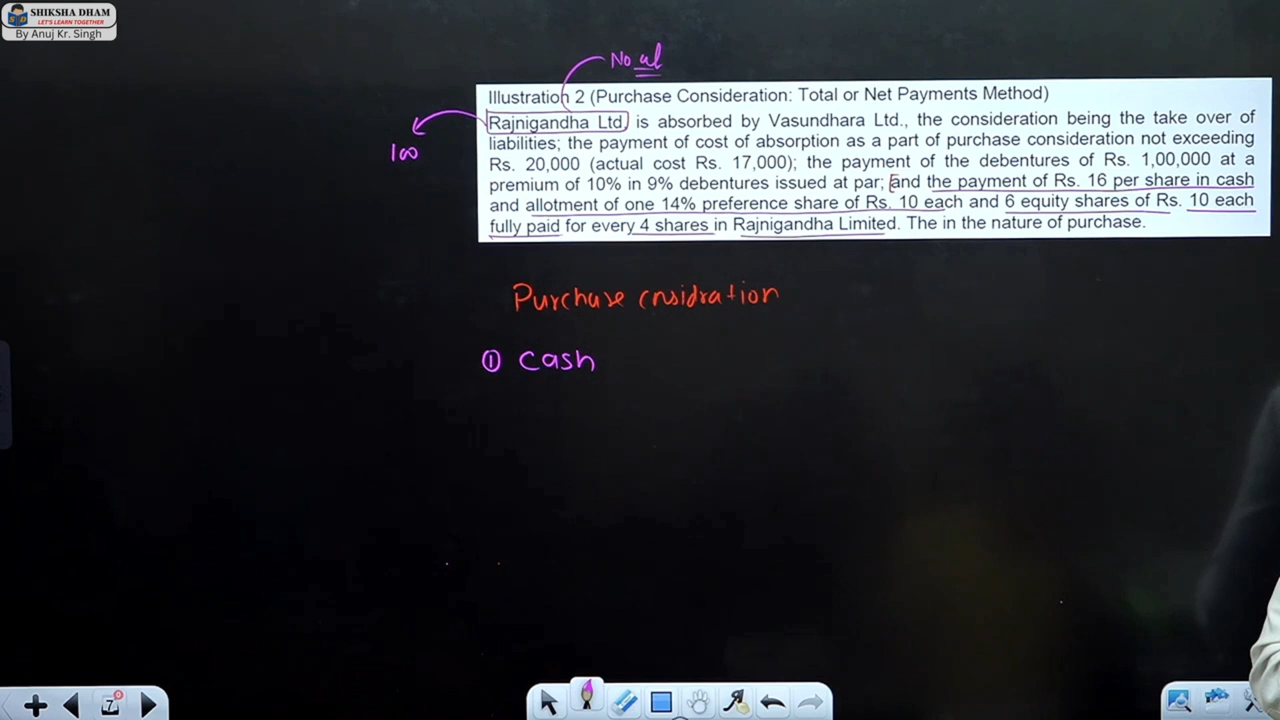 SHIKSHA DHAM
LET'S LEARN TOGETHER
By Anuj Kr. Singh
No al
Illustration 2 (Purchase Consideration: Total or Net Payments Method)
Rajnigandha Ltd. is absorbed by Vasundhara Ltd., the consideration being the take over of
liabilities; the payment of cost of absorption as a part of purchase consideration not exceeding
Rs. 20,000 (actual cost Rs. 17,000); the payment of the debentures of Rs. 1,00,000 at a
premium of 10% in 9% debentures issued at par; and the payment of Rs. 16 per share in cash
and allotment of one 14% preference share of Rs. 10 each and 6 equity shares of Rs. 10 each
fully paid for every 4 shares in Rajnigandha Limited. The in the nature of purchase.
100
Purchase cnsidration
① Cash
7
0